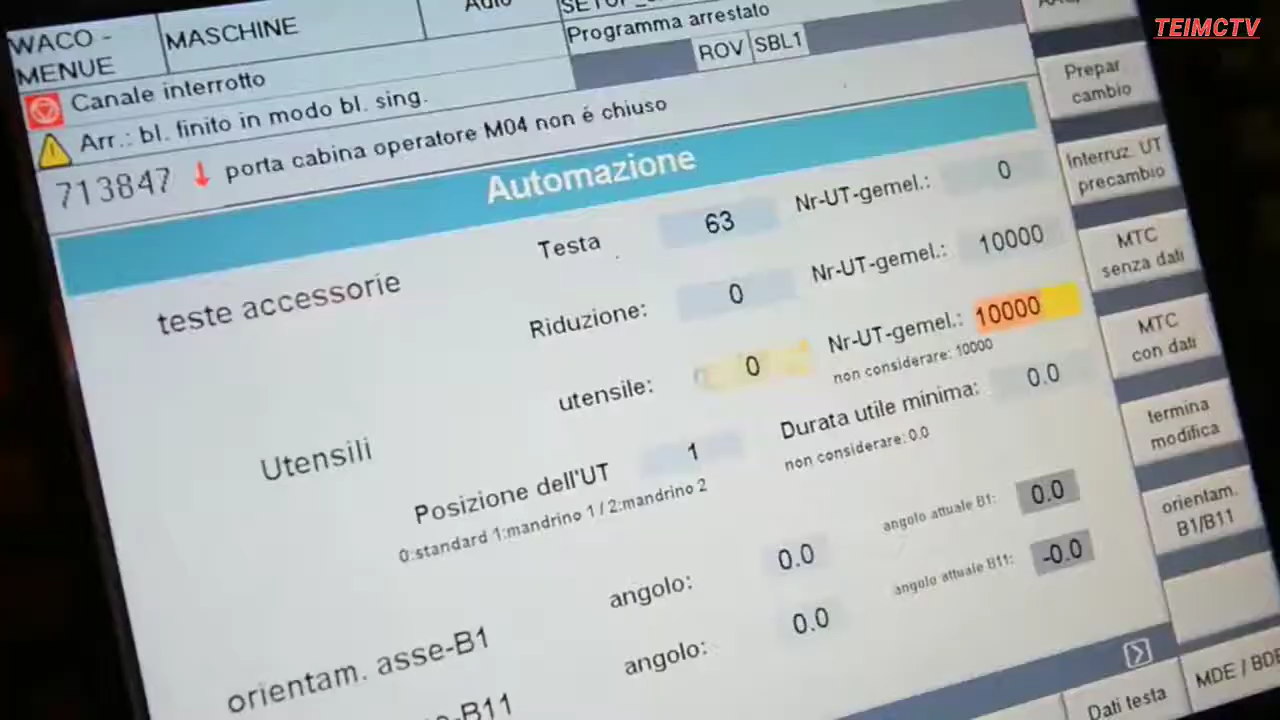 TEIMCTV
WACO -
MENUE
MASCHINE
Auto
Programma arrestato
ROV
SBL1
Canale interrotto
Arr.: bl. finito in modo bl. sing.
713847 ↓ porta cabina operatore M04 non é chiuso
Automazione
teste accessorie
Testa
63
Nr-UT-gemel.:
0
Riduzione:
0
Nr-UT-gemel.:
10000
Utensili
utensile:
0
Nr-UT-gemel.:
10000
non considerare: 10000
Posizione dell'UT
1
0:standard 1:mandrino 1 / 2:mandrino 2
Durata utile minima:
0.0
non considerare: 0.0
orientam. asse-B1
angolo:
0.0
angolo attuale B1:
0.0
-B11
angolo:
0.0
angolo attuale B11:
-0.0
Prepar.
cambio
Interruz. UT
precambio
MTC
senza dati
MTC
con dati
termina
modifica
orientam.
B1/B11
Dati testa
MDE / BDE